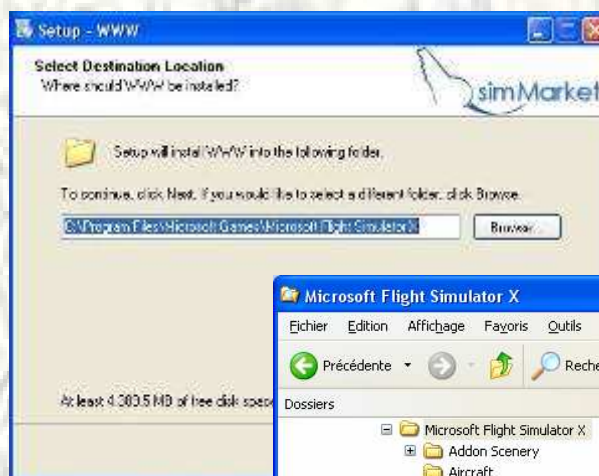 Setup - WWW
Select Destination Location
Where should WWW be installed?
simMarket
Setup will install WWW into the following folder.
To continue, click Next. If you would like to select a different folder, click Browse.
C:\Program Files\Microsoft Games\Microsoft Flight Simulator X
Browse...
At least 4.383.5 MB of free disk space
Microsoft Flight Simulator X
Fichier Edition Affichage Favoris Outils
Précédente Reche
Dossiers
Microsoft Flight Simulator X
Addon Scenery
Aircraft